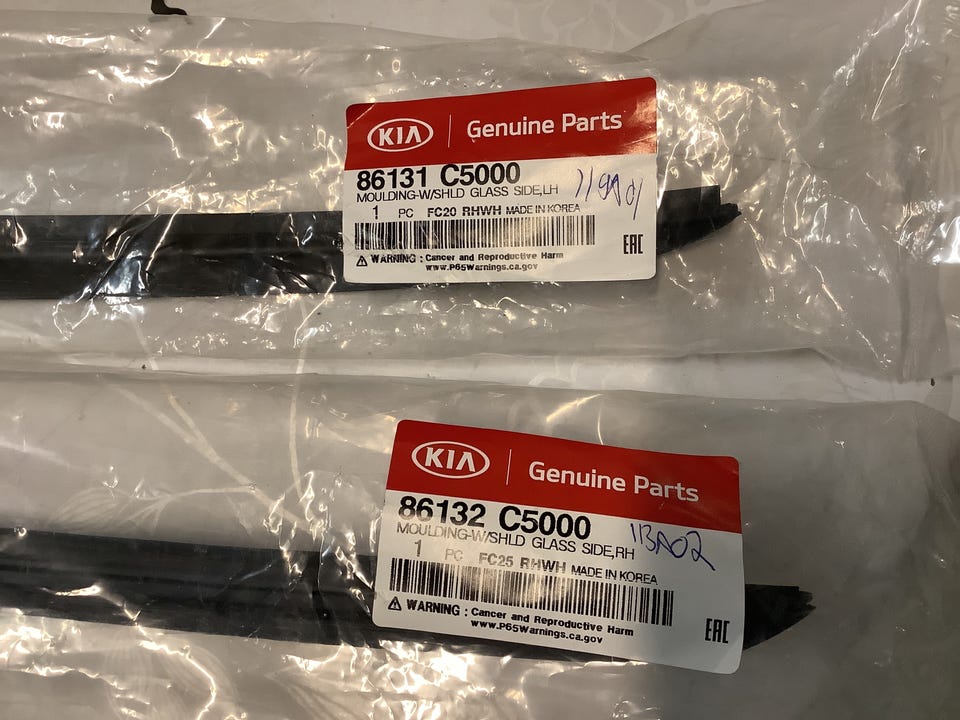 KIA Genuine Parts
86131 C5000
MOULDING-W/SHLD GLASS SIDE,LH
1 PC FC20 RHWH MADE IN KOREA
WARNING : Cancer and Reproductive Harm
www.P65Warnings.ca.gov
EAC
KIA Genuine Parts
86132 C5000
MOULDING-W/SHLD GLASS SIDE,RH
1 PC FC25 RHWH MADE IN KOREA
WARNING : Cancer and Reproductive Harm
www.P65Warnings.ca.gov
EAC